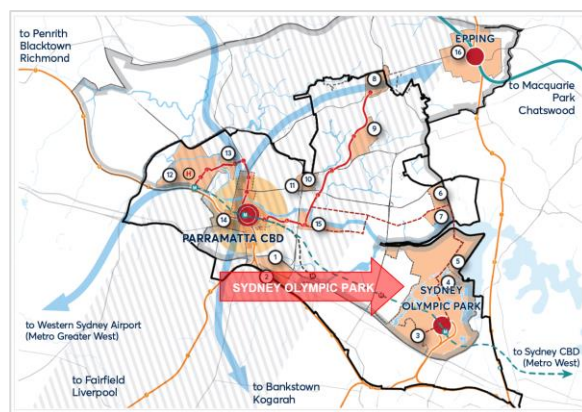 to Penrith
Blacktown
Richmond
EPPING
16
to Macquarie
Park
Chatswood
8
9
13
12
H
10
11
6
7
14
15
PARRAMATTA CBD
1
2
SYDNEY OLYMPIC PARK
5
4
SYDNEY
OLYMPIC PARK
3
to Western Sydney Airport
(Metro Greater West)
to Sydney CBD
(Metro West)
to Fairfield
Liverpool
to Bankstown
Kogarah